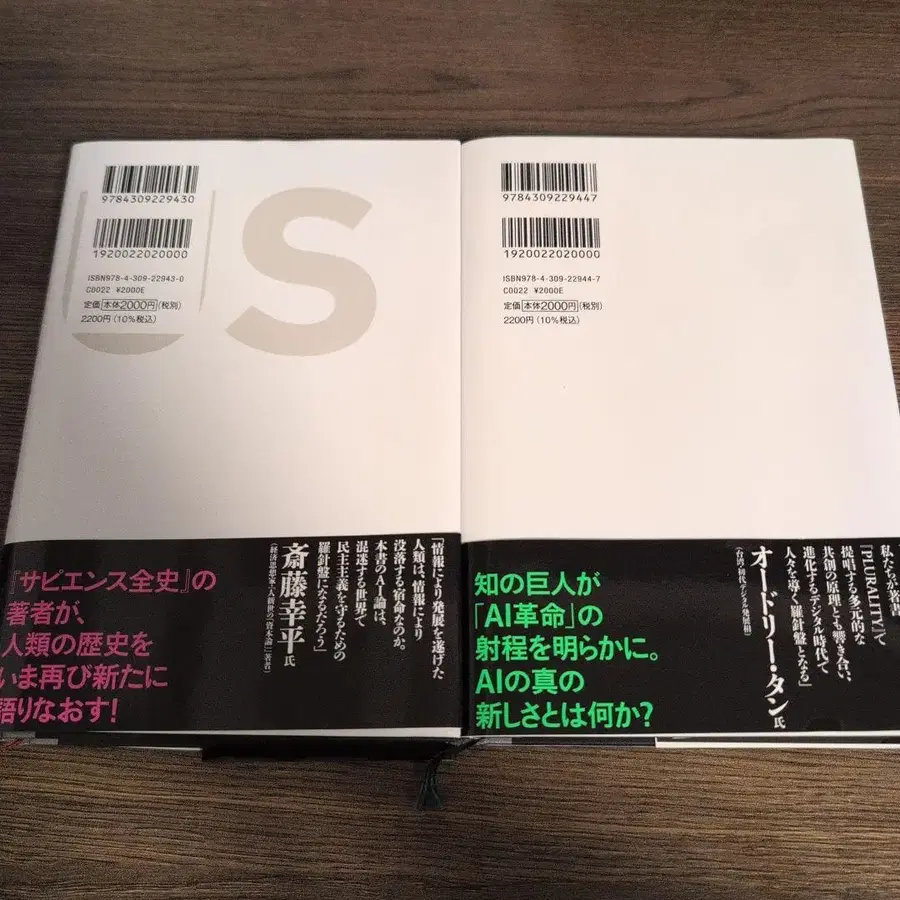 9784309229430
1920022020000
ISBN978-4-309-22943-0
C0022 ¥2000E
定価 本体2000円(税別)
2200円(10%税込)
S
『サピエンス全史』の
著者が、
人類の歴史を
いま再び新たに
語りなおす!
「情報により発展を遂げた
人類は、情報により
没落する宿命なのか。
本書のAI論は、
混迷する世界で
民主主義を守るための
羅針盤になるだろう」
斎藤幸平氏
(経済思想家・『人新世の「資本論」』著者)
9784309229447
1920022020000
ISBN978-4-309-22944-7
C0022 ¥2000E
定価 本体2000円(税別)
2200円(10%税込)
知の巨人が
「AI革命」の
射程を明らかに。
AIの真の
新しさとは何か?
私たちが著書
『PLURALITY』で
提唱する多元的な
共創の原理とも響き合い、
進化するデジタル時代で
人々を導く羅針盤となる」
オードリー・タン氏
(台湾初代デジタル発展相)